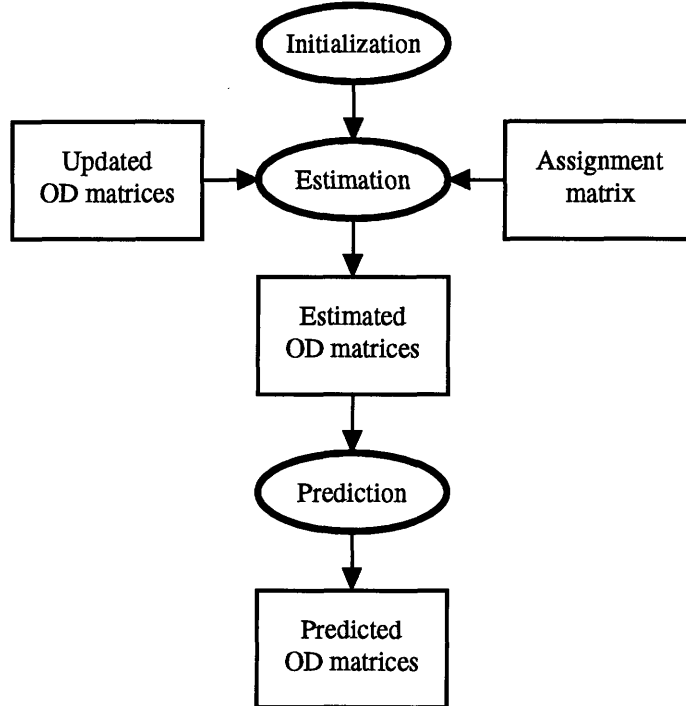 Initialization
Updated
OD matrices
Estimation
Assignment
matrix
Estimated
OD matrices
Prediction
Predicted
OD matrices